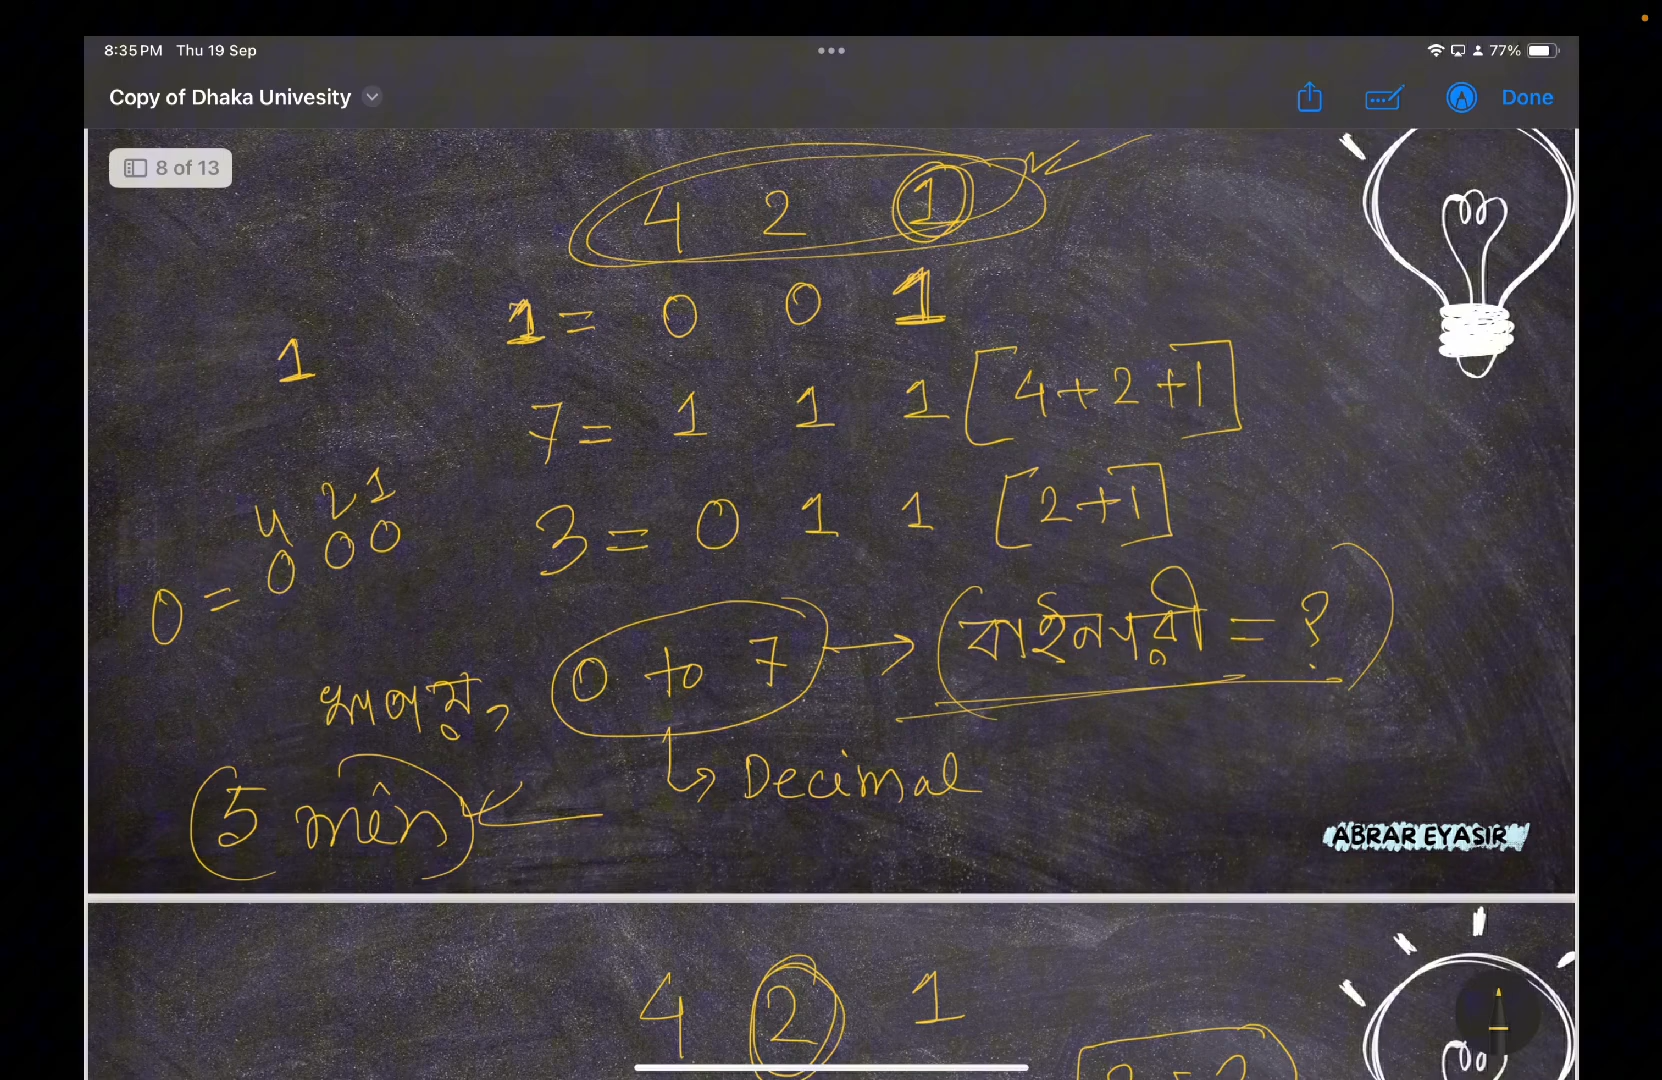 8:35 PM Thu 19 Sep
77%
Copy of Dhaka Univesity
Done
8 of 13
4 2 1
1 = 0 0 1
1
7 = 1 1 1 [4+2+1]
4 2 1
3 = 0 1 1 [2+1]
0 = 0 0 0
0 to 7 → বাইনারী = ?
Decimal
5 min
ABRAR EYASIR
4 2 1